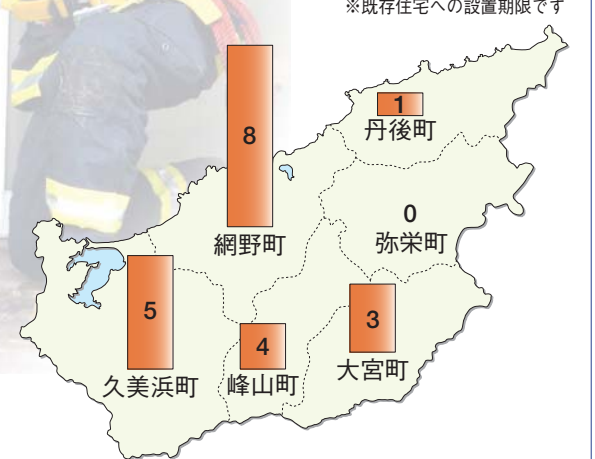 ※既存住宅への設置期限です
1
丹後町
8
網野町
0
弥栄町
5
久美浜町
4
峰山町
3
大宮町